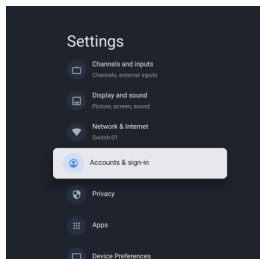 Settings
Channels and inputs
Channels, external inputs
Display and sound
Picture, screen, sound
Network & Internet
Switch-01
Accounts & sign-in
Privacy
Apps
Device Preferences